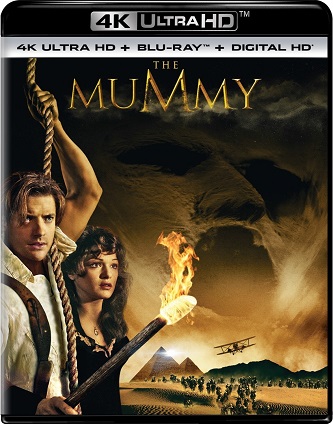 4K ULTRA HD™
4K ULTRA HD + BLU-RAY™ + DIGITAL HD
THE
MUMMY